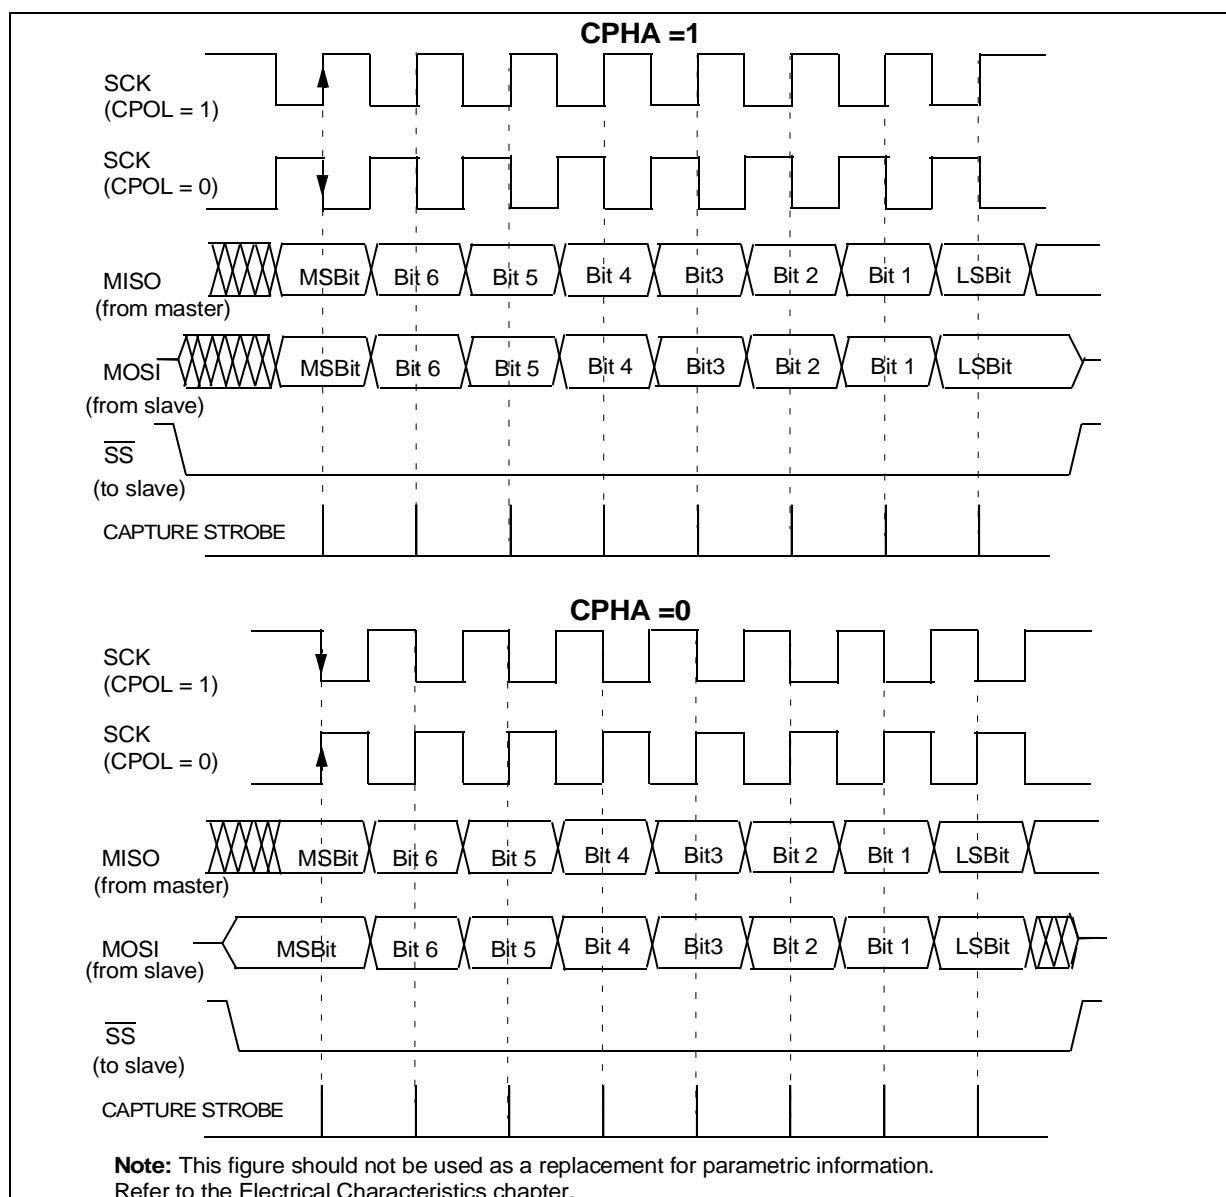 CPHA =1
SCK
(CPOL = 1)
SCK
(CPOL = 0)
MISO
(from master)
MSBit Bit 6 Bit 5 Bit 4 Bit3 Bit 2 Bit 1 LSBit
MOSI
(from slave)
MSBit Bit 6 Bit 5 Bit 4 Bit3 Bit 2 Bit 1 LSBit
SS
(to slave)
CAPTURE STROBE
CPHA =0
SCK
(CPOL = 1)
SCK
(CPOL = 0)
MISO
(from master)
MSBit Bit 6 Bit 5 Bit 4 Bit3 Bit 2 Bit 1 LSBit
MOSI
(from slave)
MSBit Bit 6 Bit 5 Bit 4 Bit3 Bit 2 Bit 1 LSBit
SS
(to slave)
CAPTURE STROBE
Note: This figure should not be used as a replacement for parametric information.
Refer to the Electrical Characteristics chapter.